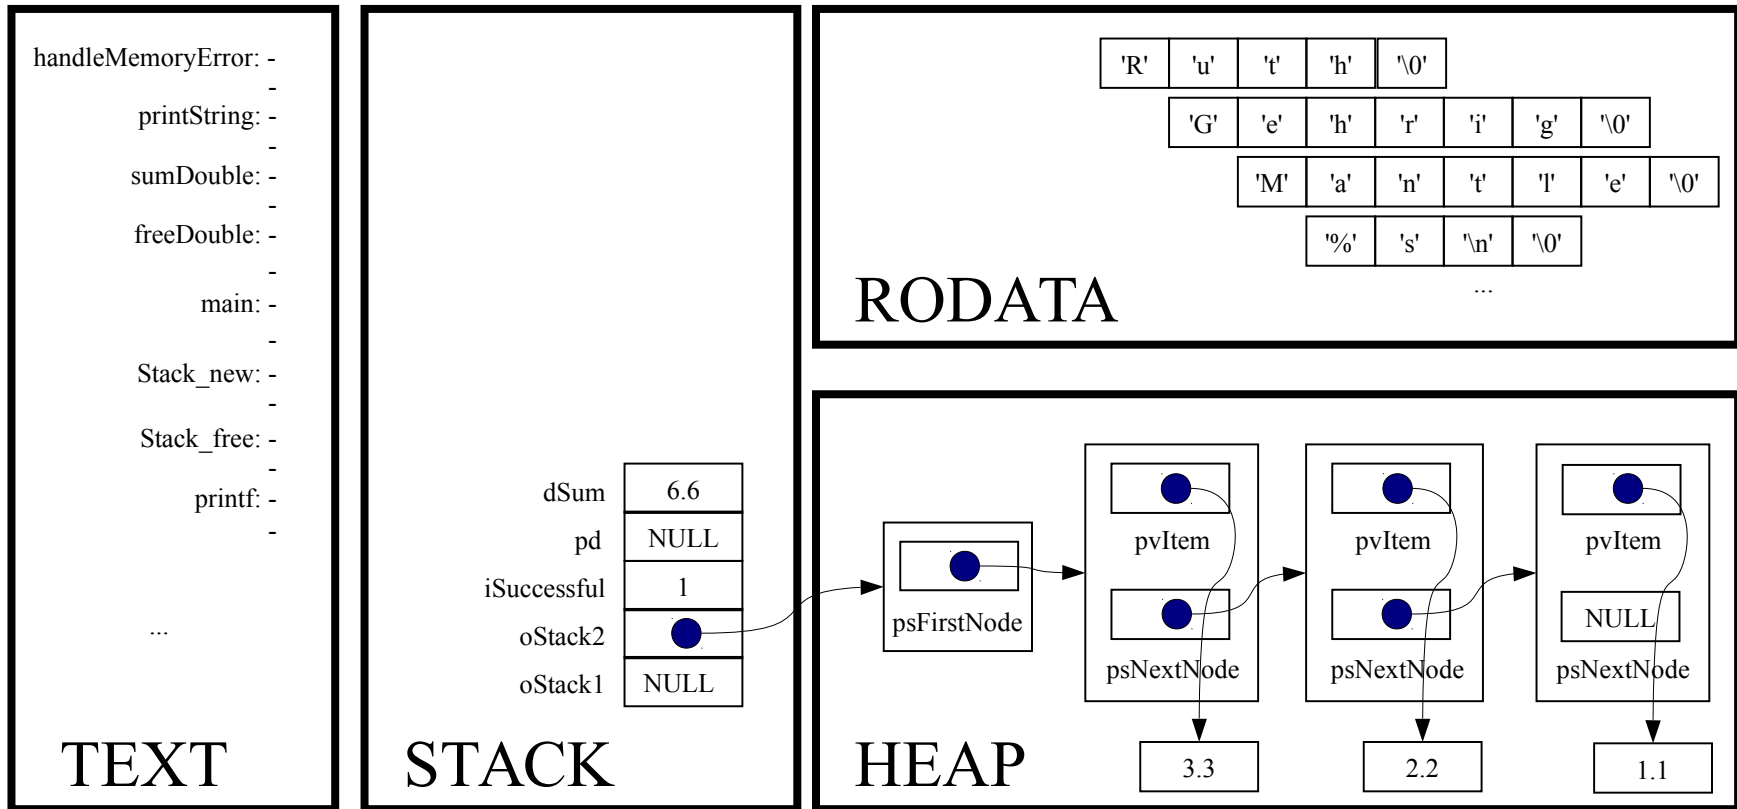 handleMemoryError: -
-
printString: -
-
sumDouble: -
-
freeDouble: -
-
main: -
-
Stack_new: -
-
Stack_free: -
-
printf: -
-
...
TEXT
dSum 6.6
pd NULL
iSuccessful 1
oStack2
oStack1 NULL
STACK
'R' 'u' 't' 'h' '\0'
'G' 'e' 'h' 'r' 'i' 'g' '\0'
'M' 'a' 'n' 't' 'l' 'e' '\0'
'%' 's' '\n' '\0'
...
RODATA
psFirstNode
pvItem pvItem pvItem
NULL
psNextNode psNextNode psNextNode
3.3 2.2 1.1
HEAP